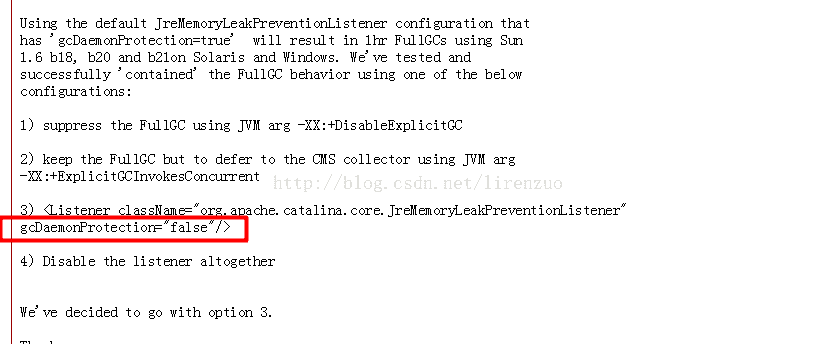 Using the default JreMemoryLeakPreventionListener configuration that
has 'gcDaemonProtection=true' will result in 1hr FullGCs using Sun
1.6 b18, b20 and b21on Solaris and Windows. We've tested and
successfully 'contained' the FullGC behavior using one of the below
configurations:
1) suppress the FullGC using JVM arg -XX:+DisableExplicitGC
2) keep the FullGC but to defer to the CMS collector using JVM arg
-XX:+ExplicitGCInvokesConcurrent
http://blog.csdn.net/lirenzuo
3) <Listener className="org.apache.catalina.core.JreMemoryLeakPreventionListener"
gcDaemonProtection="false"/>
4) Disable the listener altogether
We've decided to go with option 3.